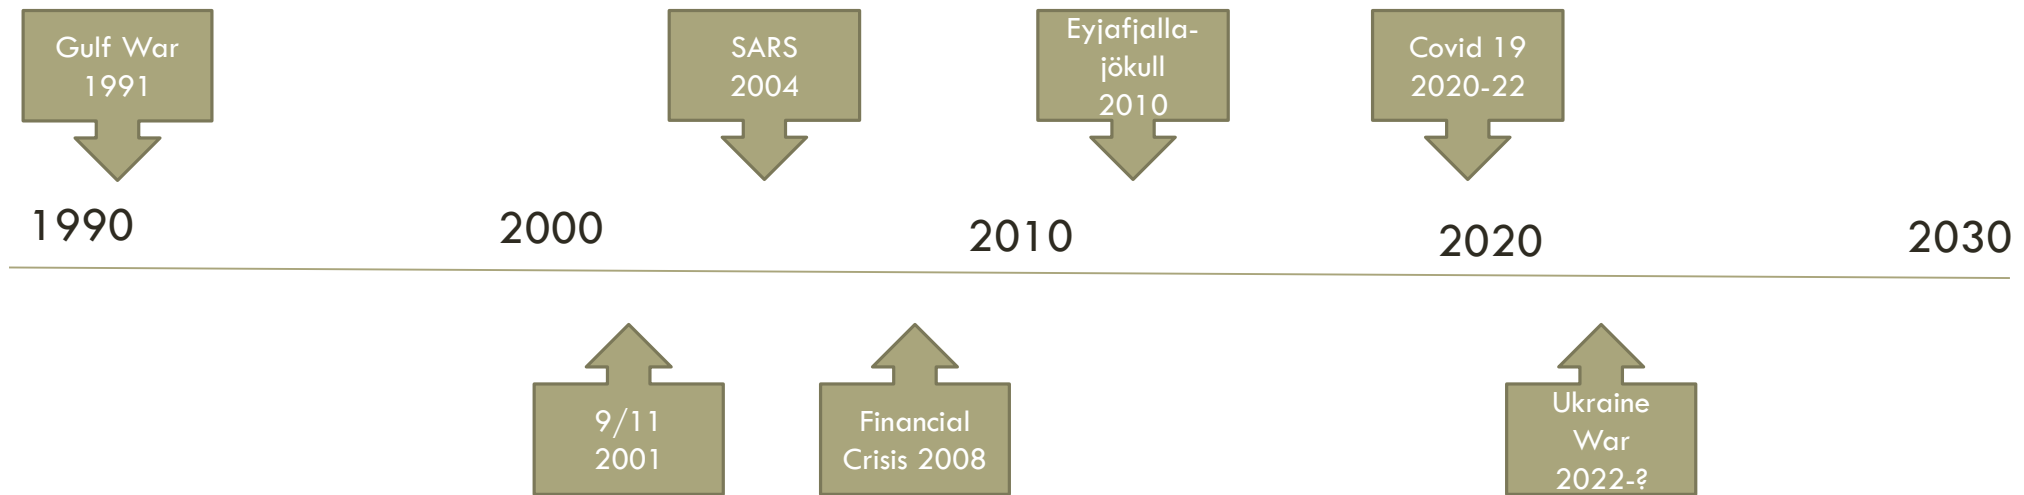 Gulf War
1991
SARS
2004
Eyjafjalla-
jökull
2010
Covid 19
2020-22
1990
2000
2010
2020
2030
9/11
2001
Financial
Crisis 2008
Ukraine
War
2022-?